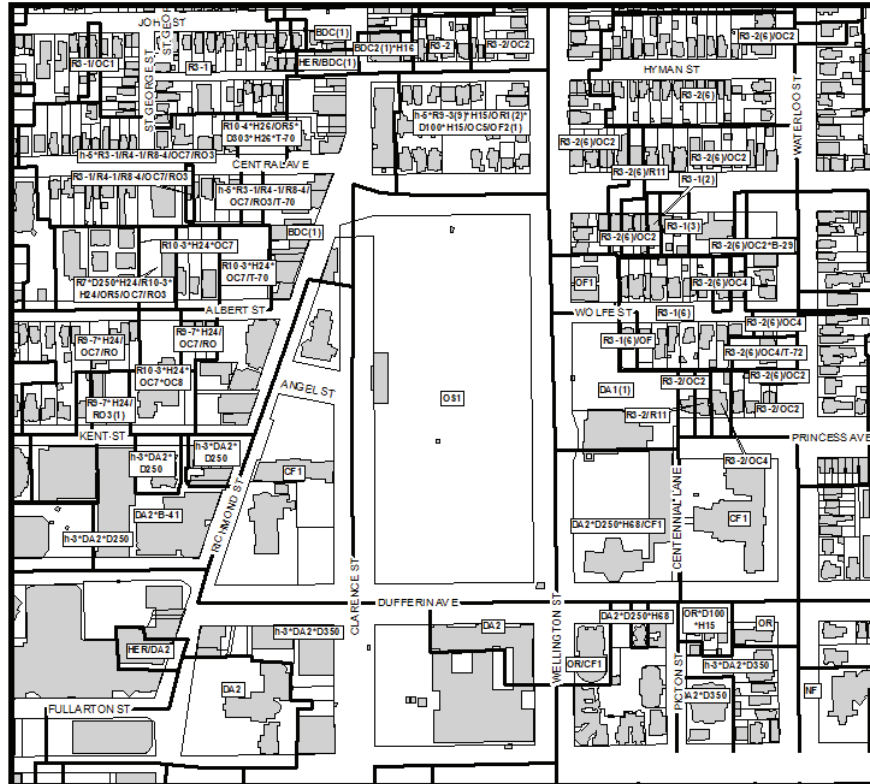 JOHN ST
ST. GEORGE ST
BDC(1)
R3-1/OC1
R3-1
BDC2(1)*H16
HER/BDC(1)
R3-2
R3-2/OC2
R3-2(6)/OC2
HYMAN ST
WATERLOO ST
ST GEORGE ST
R10-4*H26/OR5*
D303*H26*T-70
h-5*R9-3(9)*H15/OR1(2)*
D100*H15/OC5/OF2(1)
R3-2(6)
R3-2(6)/OC2
h-5*R3-1/R4-1/R8-4/OC7/RO3
CENTRAL AVE
R3-2(6)/OC2
R3-2(6)/R11
R3-1(2)
R3-1/R4-1/R8-4/OC7/RO3
h-5*R3-1/R4-1/R8-4/
OC7/RO3/T-70
BDC(1)
R3-1(3)
R3-2(6)/OC2
R3-2(6)/OC2*B-29
R10-3*H24*OC7
R10-3*H24*
OC7/T-70
R7*D250*H24/R10-3*
H24/OR5/OC7/RO3
OF1
R3-2(6)/OC4
ALBERT ST
WOLFE ST
R3-1(6)
R3-2(6)/OC4
R9-7*H24/
OC7/RO
R9-7*H24/
OC7/RO
R3-1(6)/OF
R3-2(6)/OC4/T-72
R10-3*H24*
OC7*OC8
ANGEL ST
OS1
DA1(1)
R3-2/OC2
R3-2(6)/OC2
R9-7*H24/
RO3(1)
R3-2/R11
R3-2/OC2
KENT ST
PRINCESS AVE
h-3*DA2*
D250
h-3*DA2*
D250
R3-2/OC4
CF1
RICHMOND ST
DA2*B-41
DA2*D250*H68/CF1
CENTENNIAL LANE
CF1
h-3*DA2*D250
CLARENCE ST
DUFFERIN AVE
WELLINGTON ST
h-3*DA2*D350
DA2
DA2*D250*H68
OR*D100
*H15
OR
HER/DA2
OR/CF1
PICTON ST
h-3*DA2*D350
DA2
DA2*D350
NF
FULLARTON ST